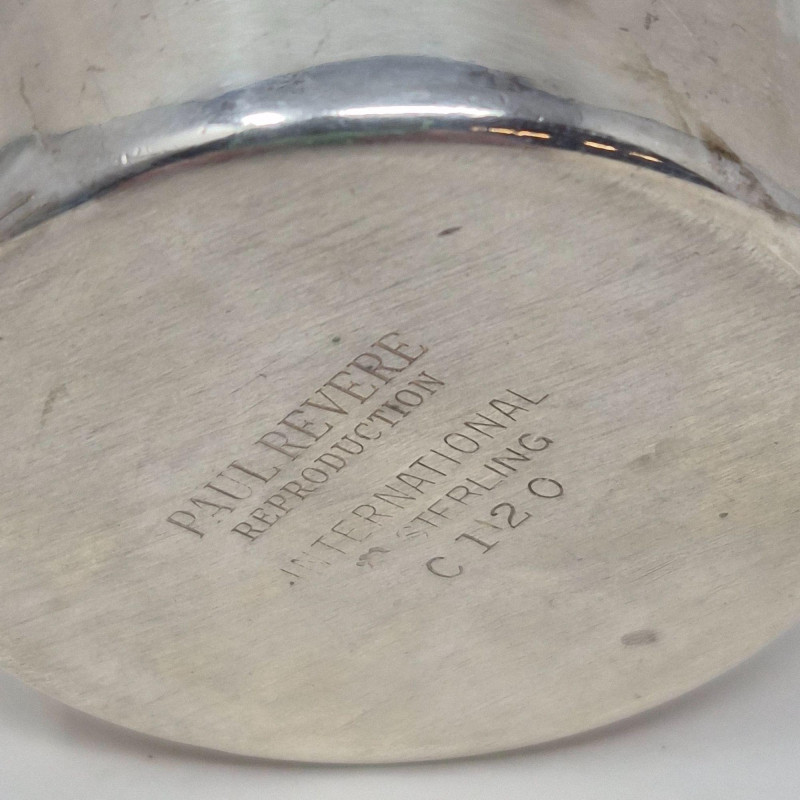 PAUL REVERE
REPRODUCTION
INTERNATIONAL
STERLING
C120